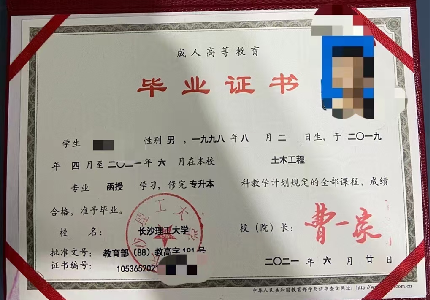 成人高等教育
毕业证书
学生 性别 男 ，一九九八年 八 月 二 日生，于 二〇一九
年 四 月至 二〇二一 年 六 月在本校 土木工程
专业 函授 学习，修完 专升本 科教学计划规定的全部课程，成绩
合格，准予毕业。
校 名： 长沙理工大学 校（院）长： 曹一家
批准文号： 教育部（88）教高字181号
证书编号： 105365202 二〇二一 年 六 月 廿 日